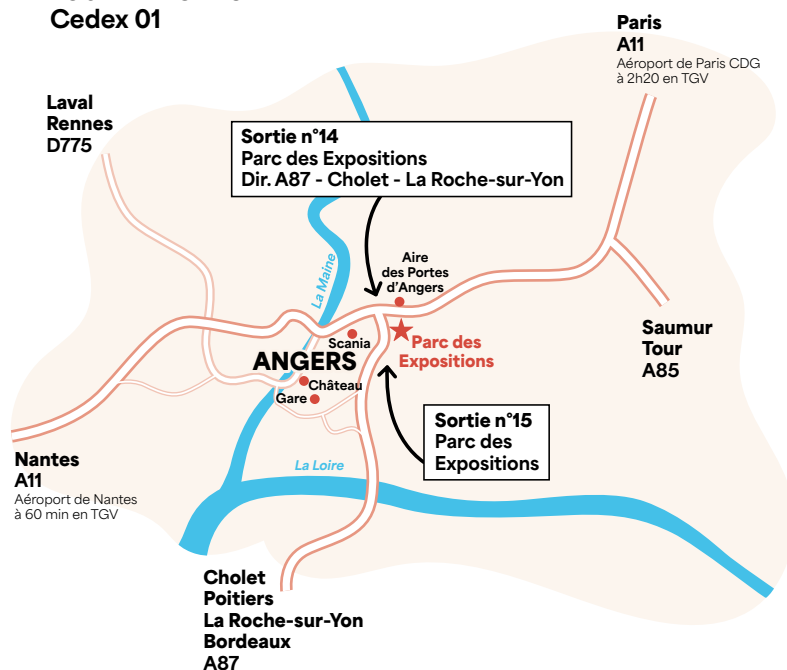 Cedex 01
Paris
A11
Aéroport de Paris CDG
à 2h20 en TGV
Laval
Rennes
D775
Sortie n°14
Parc des Expositions
Dir. A87 - Cholet - La Roche-sur-Yon
La Maine
Aire
des Portes
d'Angers
Scania
Parc des
Expositions
ANGERS
Château
Gare
Saumur
Tour
A85
Sortie n°15
Parc des
Expositions
Nantes
A11
Aéroport de Nantes
à 60 min en TGV
La Loire
Cholet
Poitiers
La Roche-sur-Yon
Bordeaux
A87